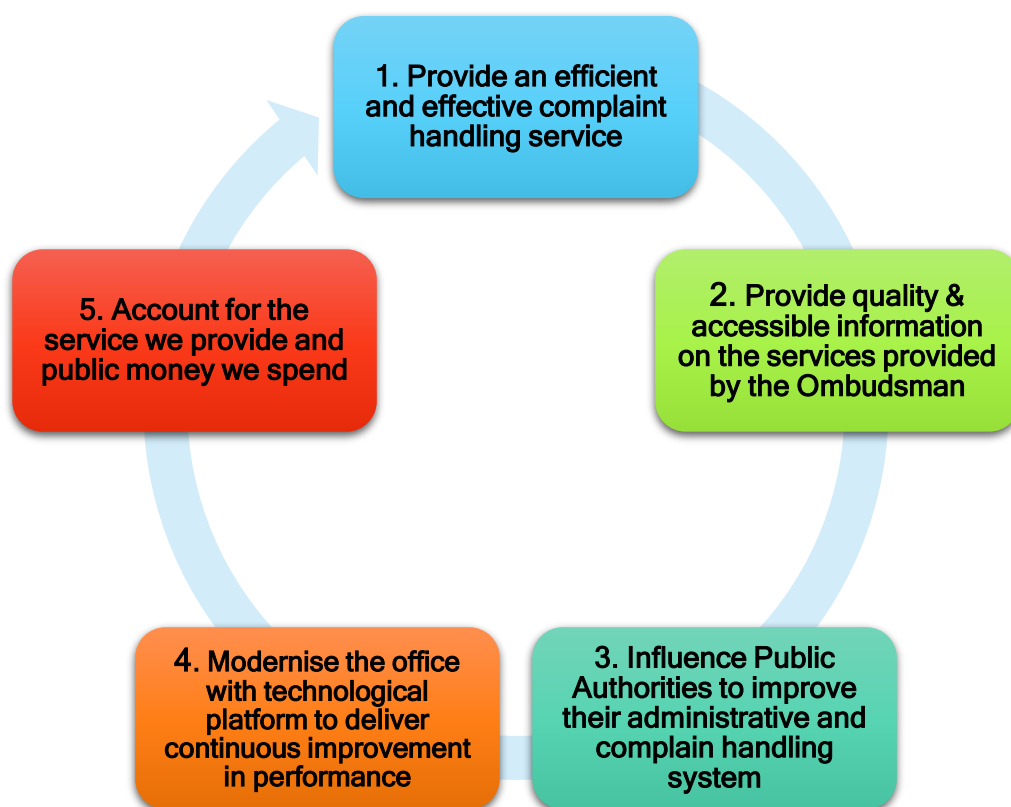 1. Provide an efficient
and effective complaint
handling service
2. Provide quality &
accessible information
on the services provided
by the Ombudsman
3. Influence Public
Authorities to improve
their administrative and
complain handling
system
4. Modernise the office
with technological
platform to deliver
continuous improvement
in performance
5. Account for the
service we provide and
public money we spend